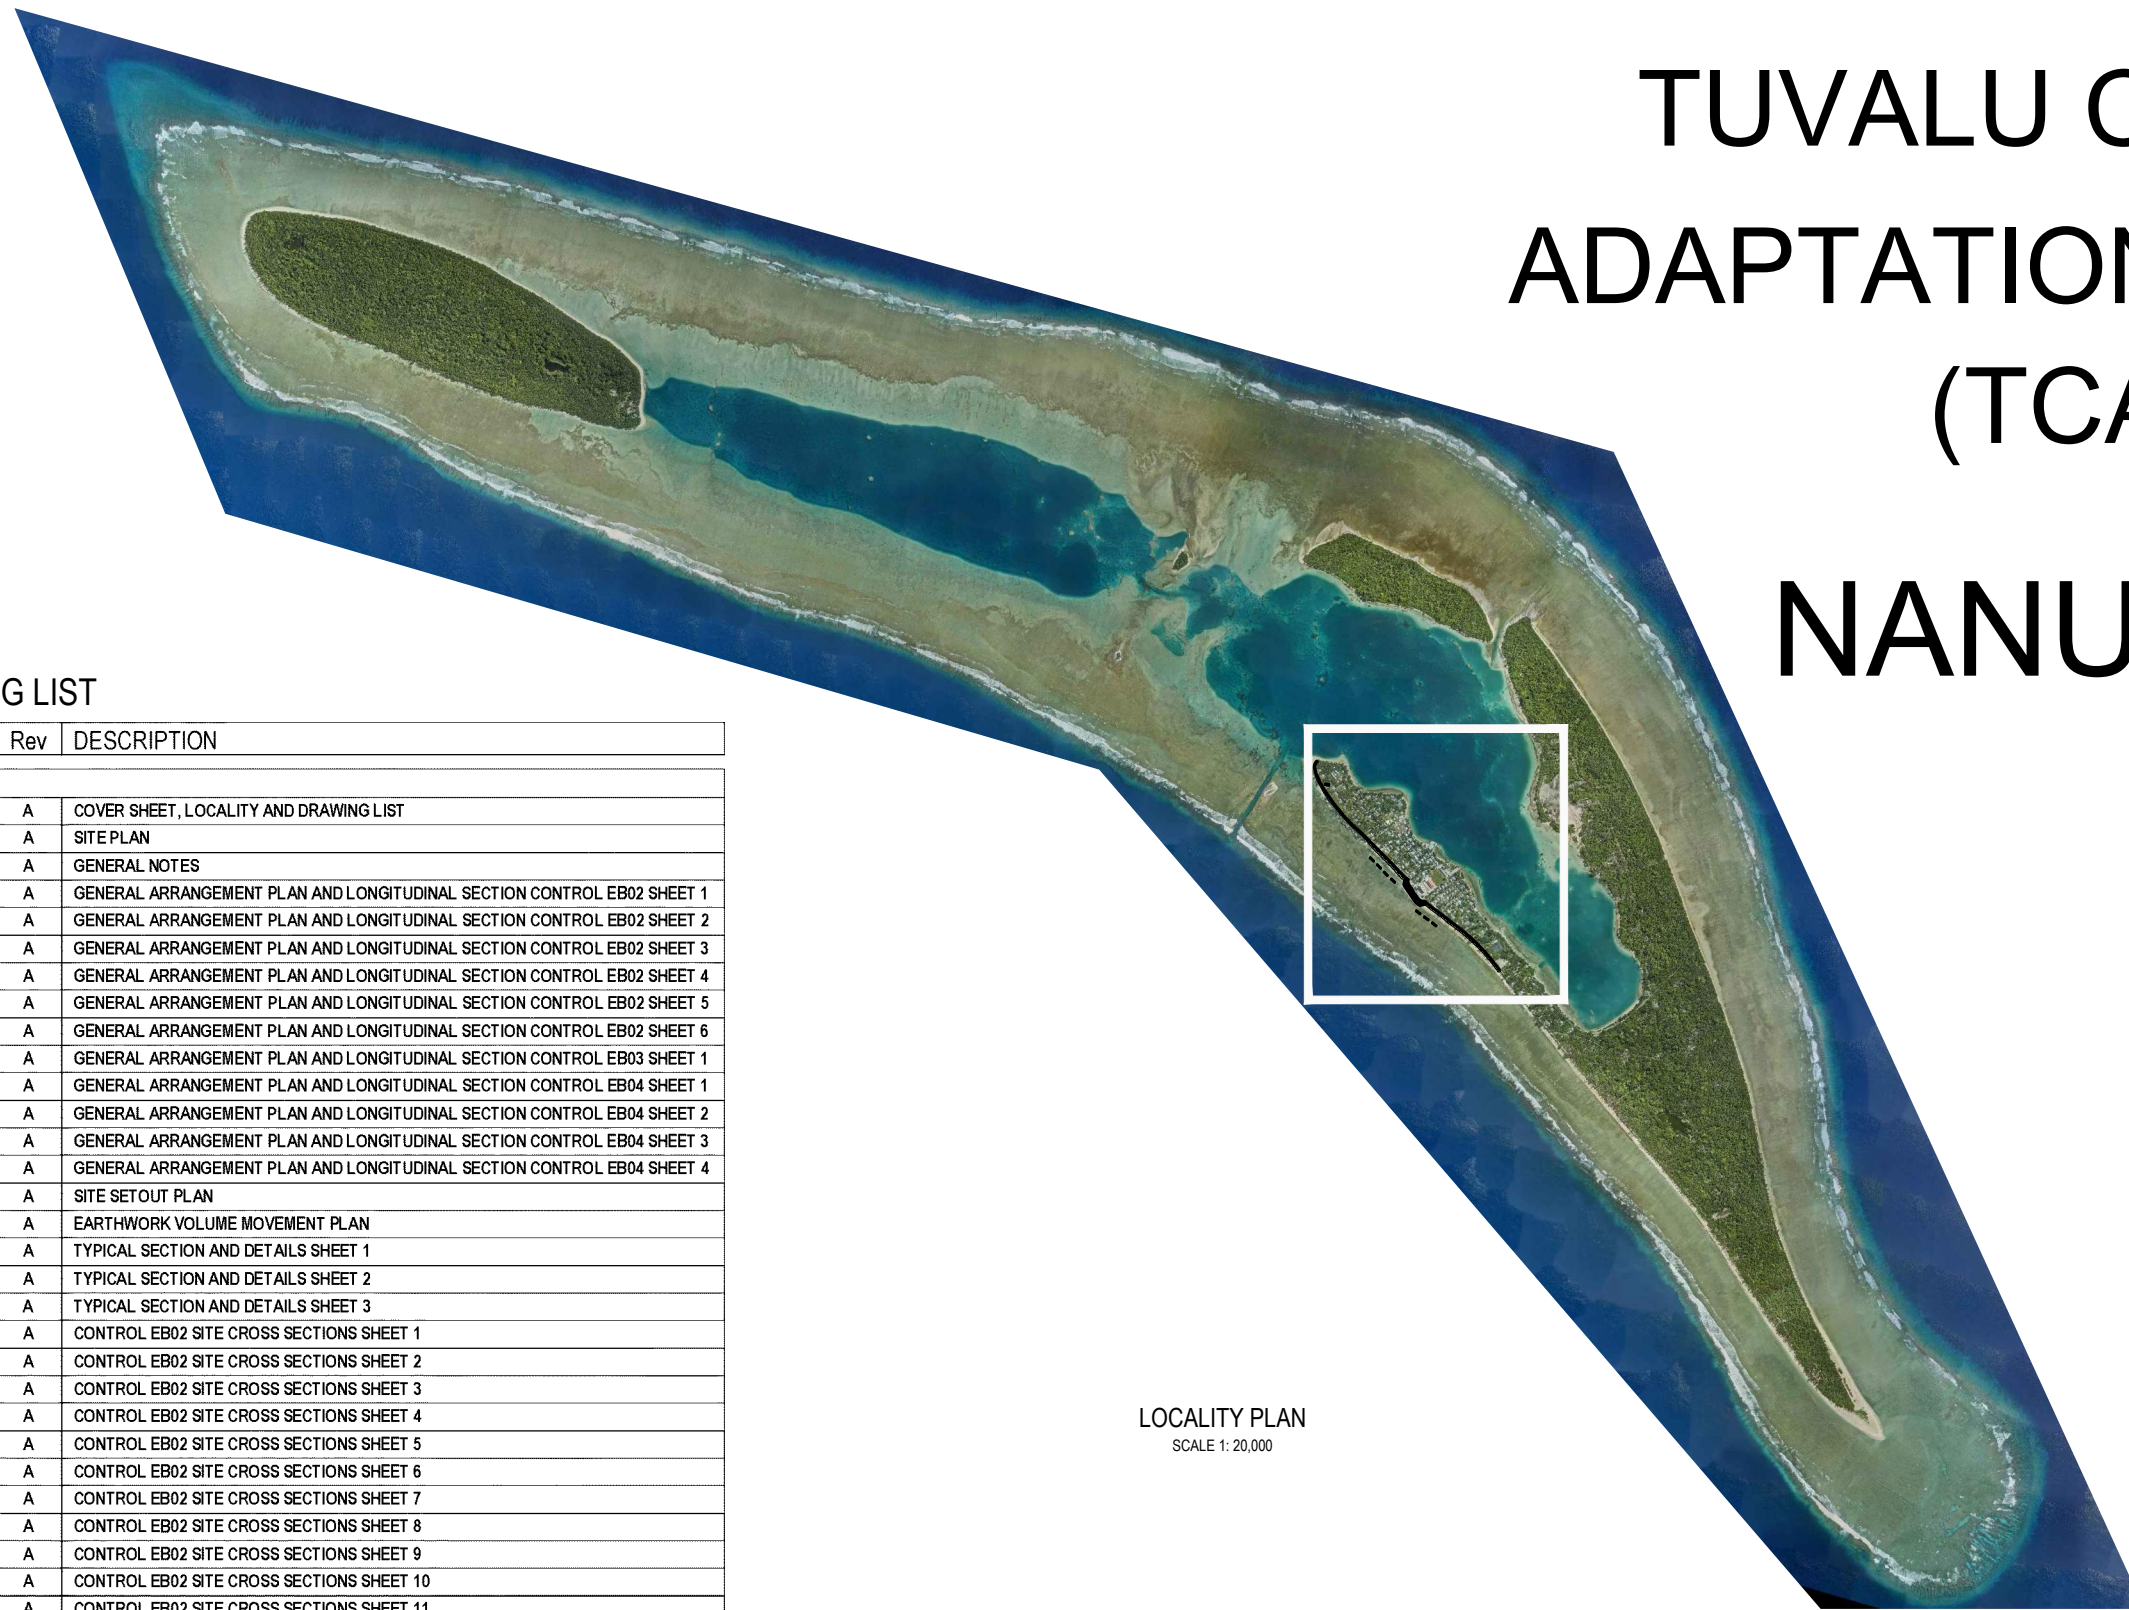 TUVALU C
ADAPTATION
(TCA
NANU
G LIST
Rev DESCRIPTION
A COVER SHEET, LOCALITY AND DRAWING LIST
A SITE PLAN
A GENERAL NOTES
A GENERAL ARRANGEMENT PLAN AND LONGITUDINAL SECTION CONTROL EB02 SHEET 1
A GENERAL ARRANGEMENT PLAN AND LONGITUDINAL SECTION CONTROL EB02 SHEET 2
A GENERAL ARRANGEMENT PLAN AND LONGITUDINAL SECTION CONTROL EB02 SHEET 3
A GENERAL ARRANGEMENT PLAN AND LONGITUDINAL SECTION CONTROL EB02 SHEET 4
A GENERAL ARRANGEMENT PLAN AND LONGITUDINAL SECTION CONTROL EB02 SHEET 5
A GENERAL ARRANGEMENT PLAN AND LONGITUDINAL SECTION CONTROL EB02 SHEET 6
A GENERAL ARRANGEMENT PLAN AND LONGITUDINAL SECTION CONTROL EB03 SHEET 1
A GENERAL ARRANGEMENT PLAN AND LONGITUDINAL SECTION CONTROL EB04 SHEET 1
A GENERAL ARRANGEMENT PLAN AND LONGITUDINAL SECTION CONTROL EB04 SHEET 2
A GENERAL ARRANGEMENT PLAN AND LONGITUDINAL SECTION CONTROL EB04 SHEET 3
A GENERAL ARRANGEMENT PLAN AND LONGITUDINAL SECTION CONTROL EB04 SHEET 4
A SITE SETOUT PLAN
A EARTHWORK VOLUME MOVEMENT PLAN
A TYPICAL SECTION AND DETAILS SHEET 1
A TYPICAL SECTION AND DETAILS SHEET 2
A TYPICAL SECTION AND DETAILS SHEET 3
A CONTROL EB02 SITE CROSS SECTIONS SHEET 1
A CONTROL EB02 SITE CROSS SECTIONS SHEET 2
A CONTROL EB02 SITE CROSS SECTIONS SHEET 3
A CONTROL EB02 SITE CROSS SECTIONS SHEET 4
A CONTROL EB02 SITE CROSS SECTIONS SHEET 5
A CONTROL EB02 SITE CROSS SECTIONS SHEET 6
A CONTROL EB02 SITE CROSS SECTIONS SHEET 7
A CONTROL EB02 SITE CROSS SECTIONS SHEET 8
A CONTROL EB02 SITE CROSS SECTIONS SHEET 9
A CONTROL EB02 SITE CROSS SECTIONS SHEET 10
A CONTROL EB02 SITE CROSS SECTIONS SHEET 11
LOCALITY PLAN
SCALE 1: 20,000